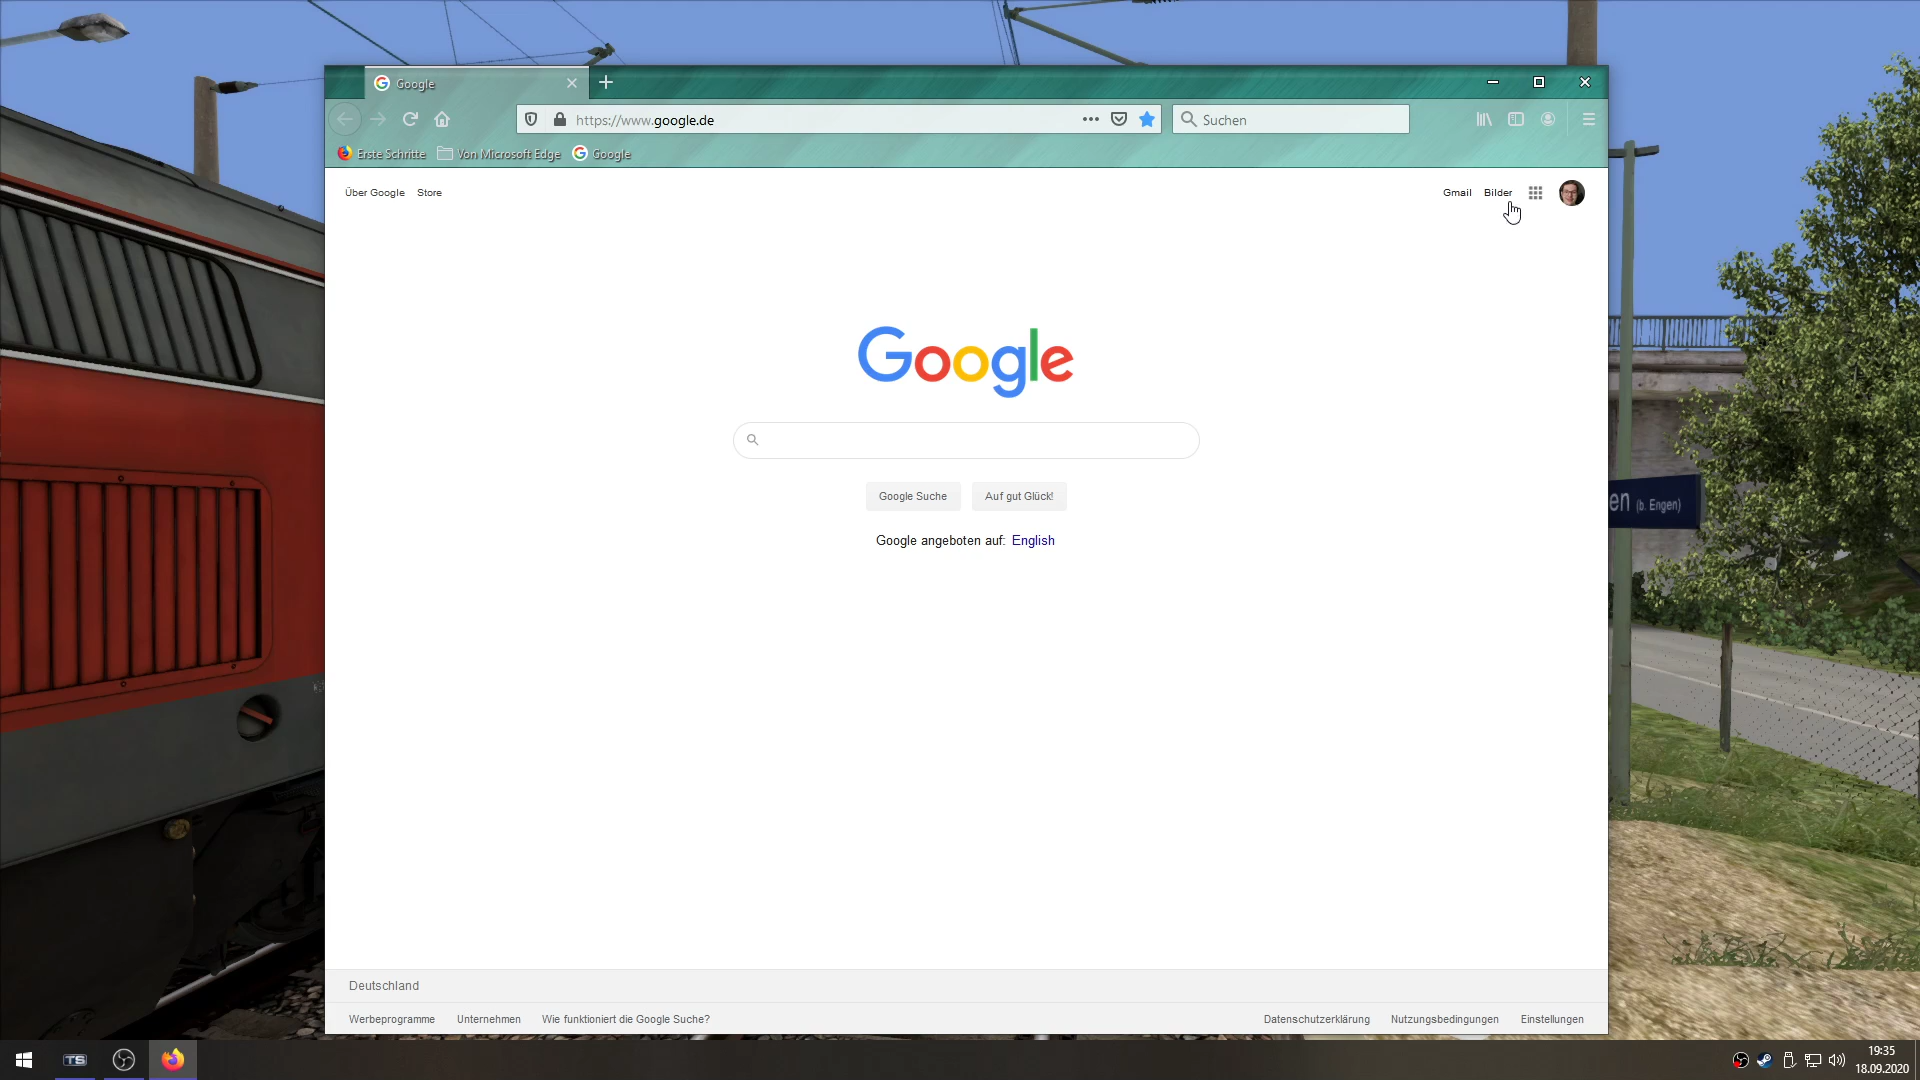 Google
https://www.google.de
Suchen
Erste Schritte
Von Microsoft Edge
Google
Über Google
Store
Gmail
Bilder
Google
Google Suche
Auf gut Glück!
Google angeboten auf: English
en (b. Engen)
Deutschland
Werbeprogramme
Unternehmen
Wie funktioniert die Google Suche?
Datenschutzerklärung
Nutzungsbedingungen
Einstellungen
TS
19:35
18.09.2020